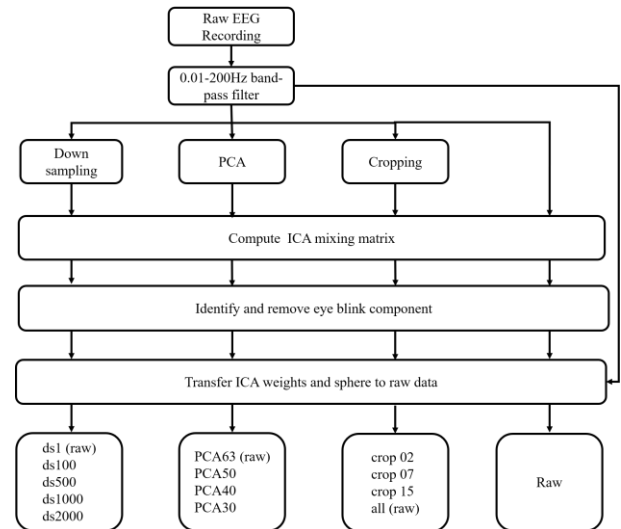 Raw EEG
Recording
0.01-200Hz band-
pass filter
Down
sampling
PCA
Cropping
Compute ICA mixing matrix
Identify and remove eye blink component
Transfer ICA weights and sphere to raw data
ds1 (raw)
ds100
ds500
ds1000
ds2000
PCA63 (raw)
PCA50
PCA40
PCA30
crop 02
crop 07
crop 15
all (raw)
Raw